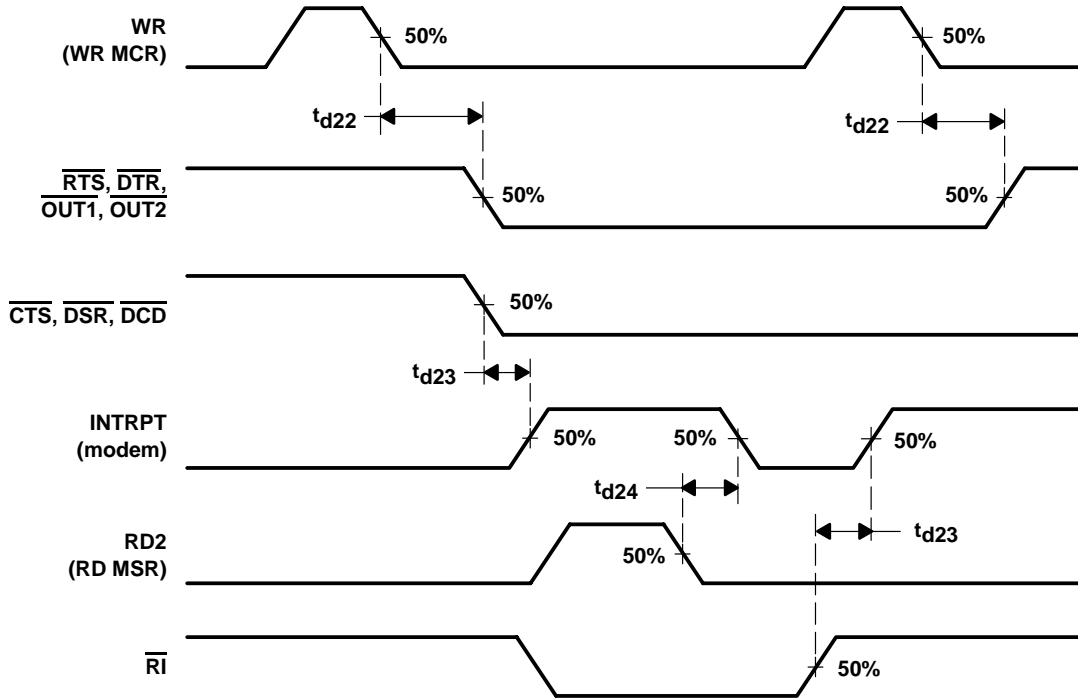 WR
(WR MCR)
50%
50%
td22
td22
RTS, DTR,
OUT1, OUT2
50%
50%
CTS, DSR, DCD
50%
td23
INTRPT
(modem)
50%
50%
50%
td24
td23
RD2
(RD MSR)
50%
RI
50%